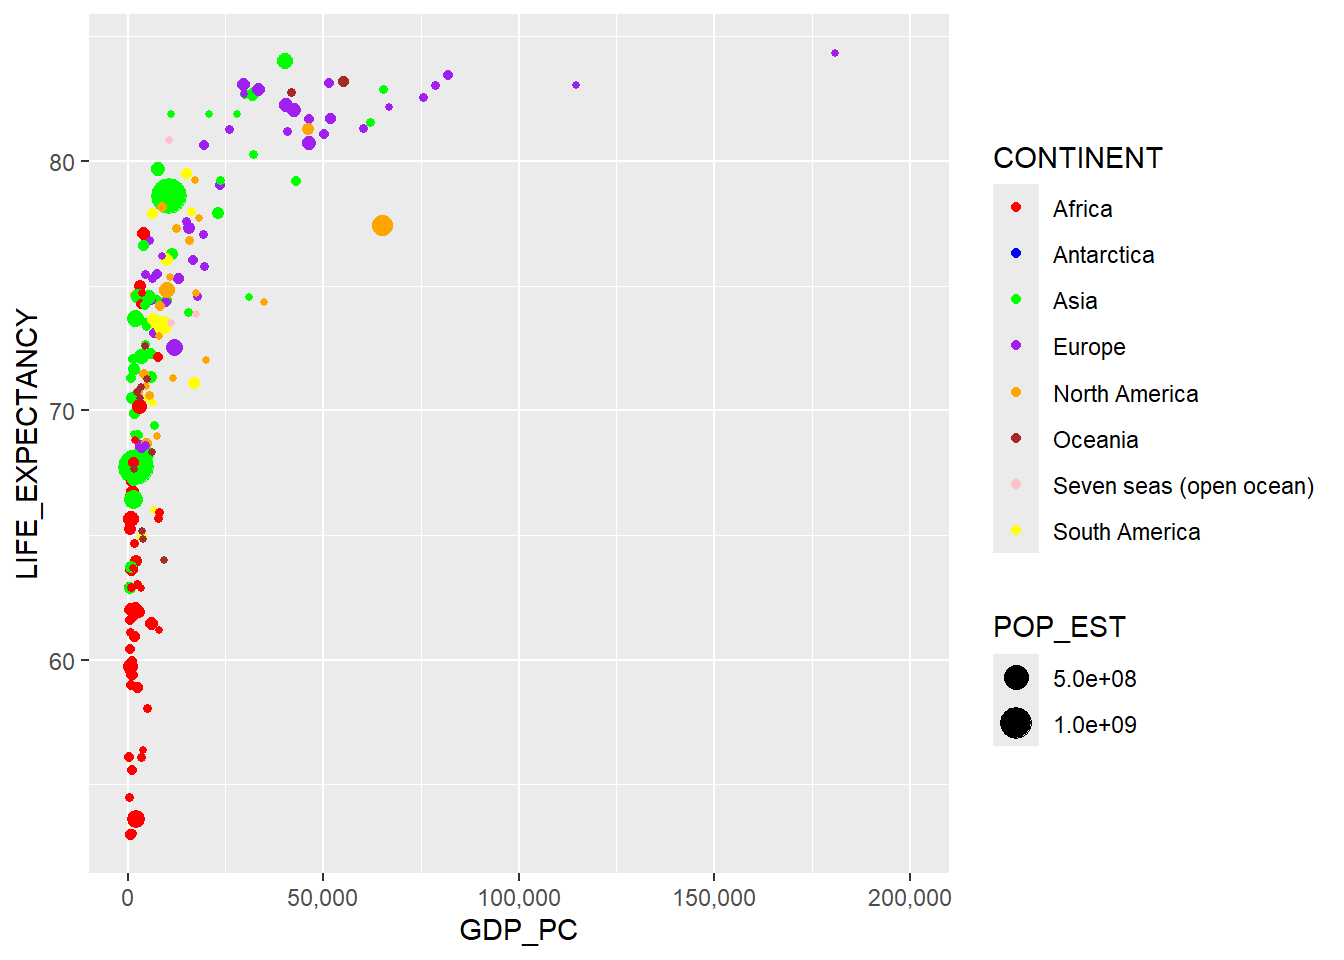 LIFE_EXPECTANCY
80
70
60
0
50,000
100,000
150,000
200,000
GDP_PC
CONTINENT
Africa
Antarctica
Asia
Europe
North America
Oceania
Seven seas (open ocean)
South America
POP_EST
5.0e+08
1.0e+09